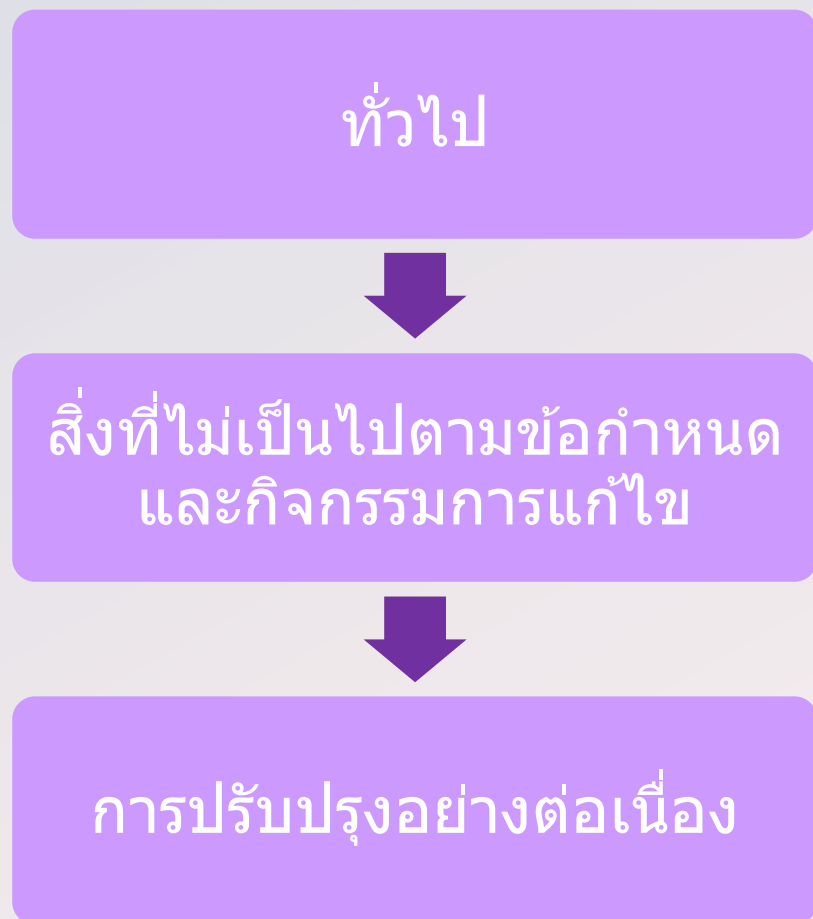 ทั่วไป
สิ่งที่ไม่เป็นไปตามข้อกำหนด
และกิจกรรมการแก้ไข
การปรับปรุงอย่างต่อเนื่อง